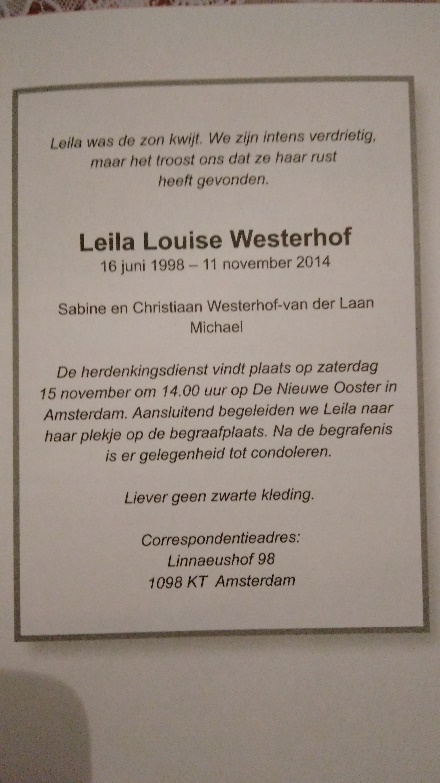 Leila was de zon kwijt. We zijn intens verdrietig,
maar het troost ons dat ze haar rust
heeft gevonden.
Leila Louise Westerhof
16 juni 1998 – 11 november 2014
Sabine en Christiaan Westerhof-van der Laan
Michael
De herdenkingsdienst vindt plaats op zaterdag
15 november om 14.00 uur op De Nieuwe Ooster in
Amsterdam. Aansluitend begeleiden we Leila naar
haar plekje op de begraafplaats. Na de begrafenis
is er gelegenheid tot condoleren.
Liever geen zwarte kleding.
Correspondentieadres:
Linnaeushof 98
1098 KT Amsterdam